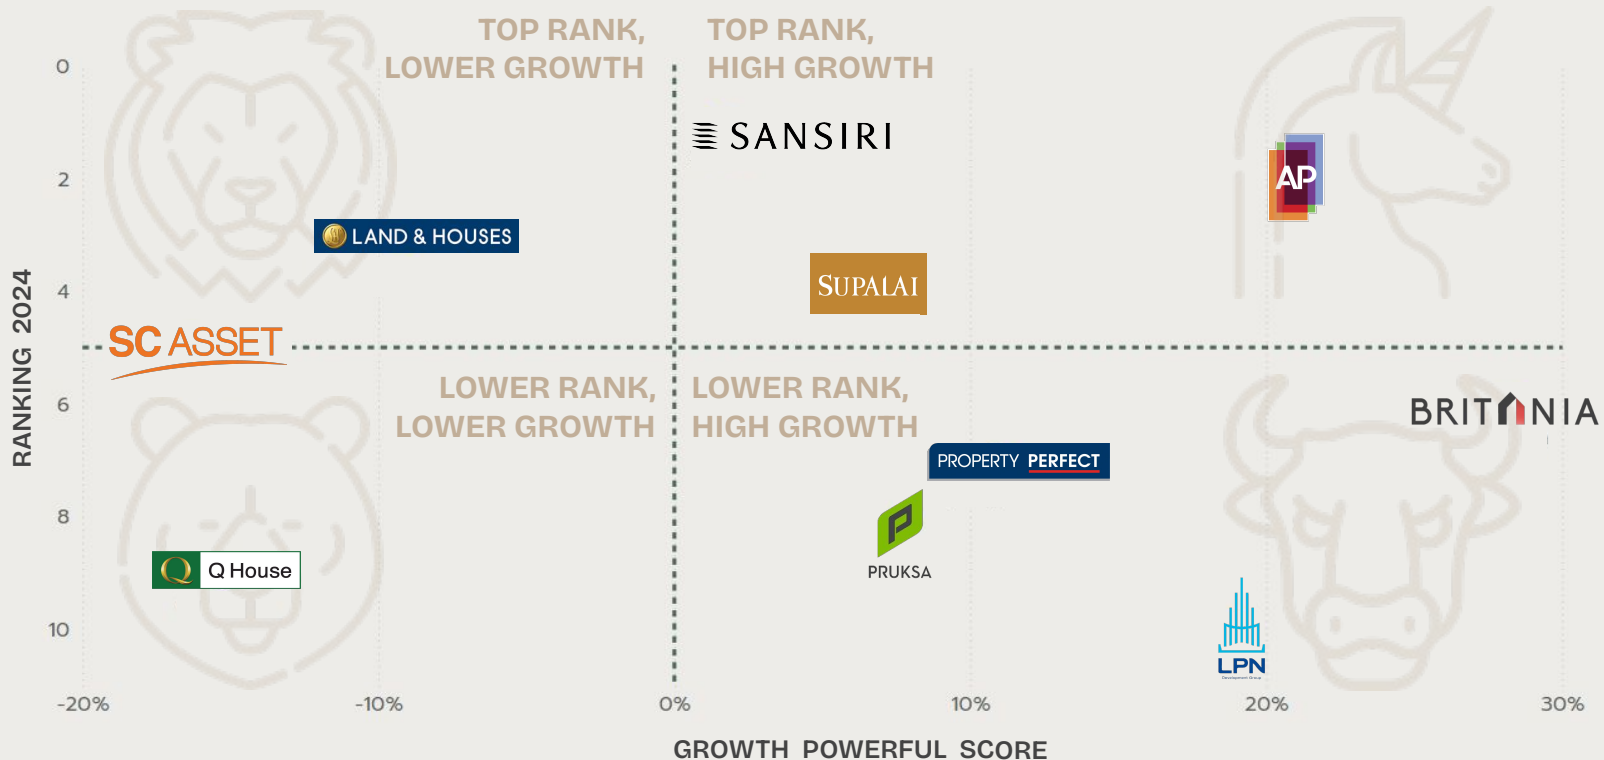 TOP RANK,
LOWER GROWTH
TOP RANK,
HIGH GROWTH
0
2
4
6
8
10
RANKING 2024
SANSIRI
AP
LAND & HOUSES
SUPALAI
SC ASSET
LOWER RANK,
LOWER GROWTH
LOWER RANK,
HIGH GROWTH
BRITANIA
PROPERTY PERFECT
P
PRUKSA
Q
Q House
LPN
Development Group
-20%
-10%
0%
10%
20%
30%
GROWTH POWERFUL SCORE